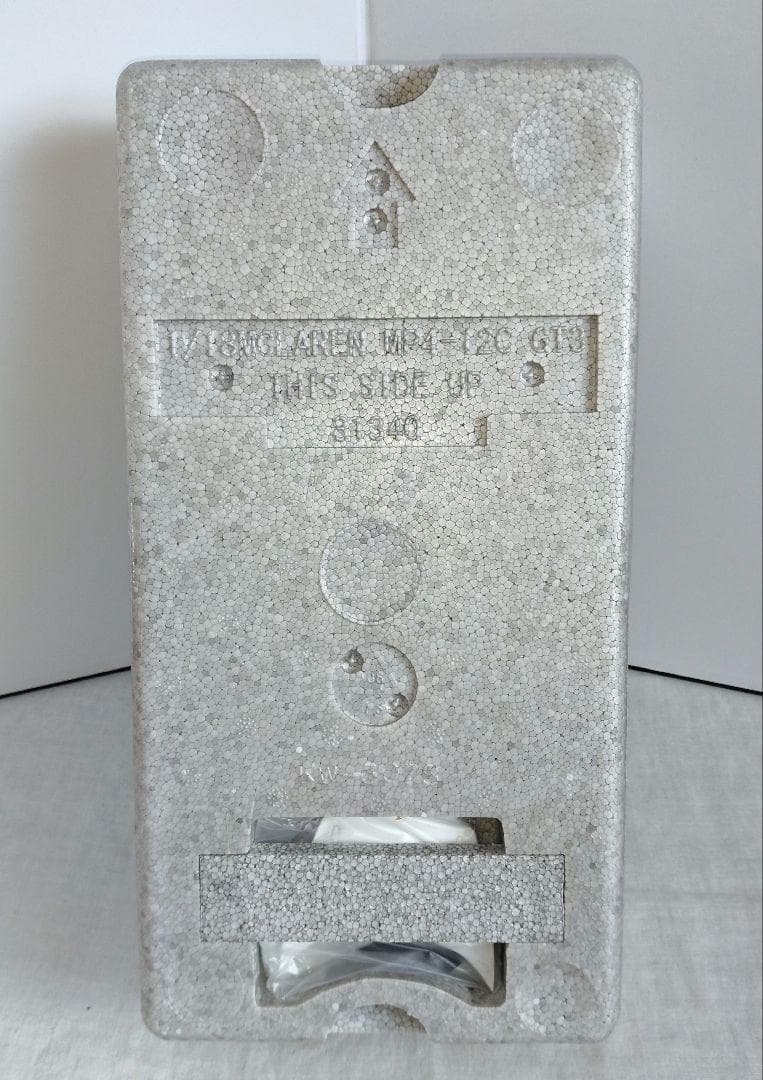 1/18MCLAREN MP4-12C GT3
THIS SIDE UP
81340